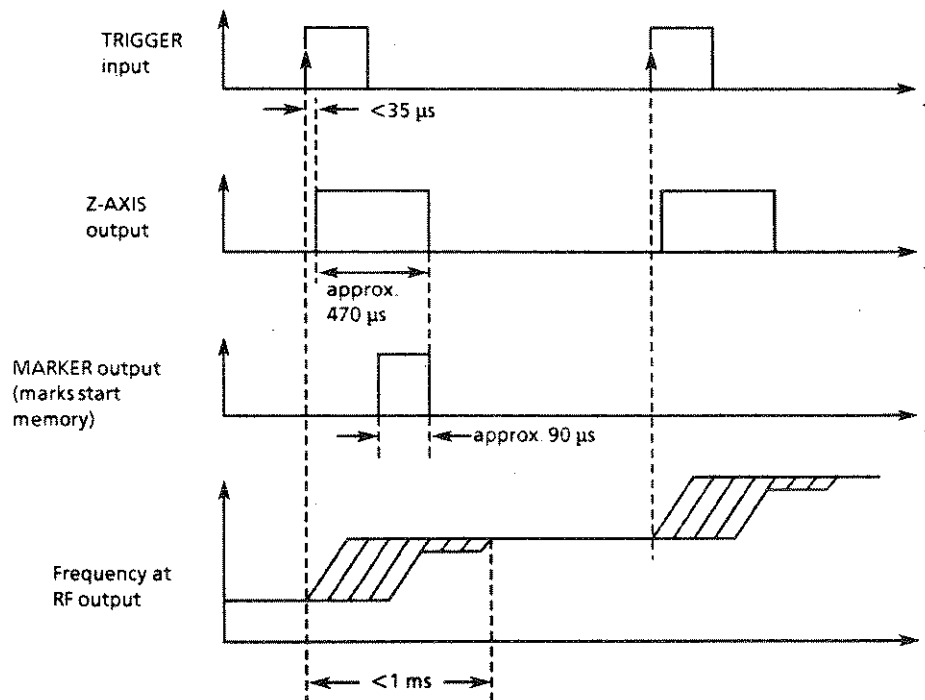 TRIGGER
input
<35 µs
Z-AXIS
output
approx.
470 µs
MARKER output
(marks start
memory)
approx. 90 µs
Frequency at
RF output
<1 ms